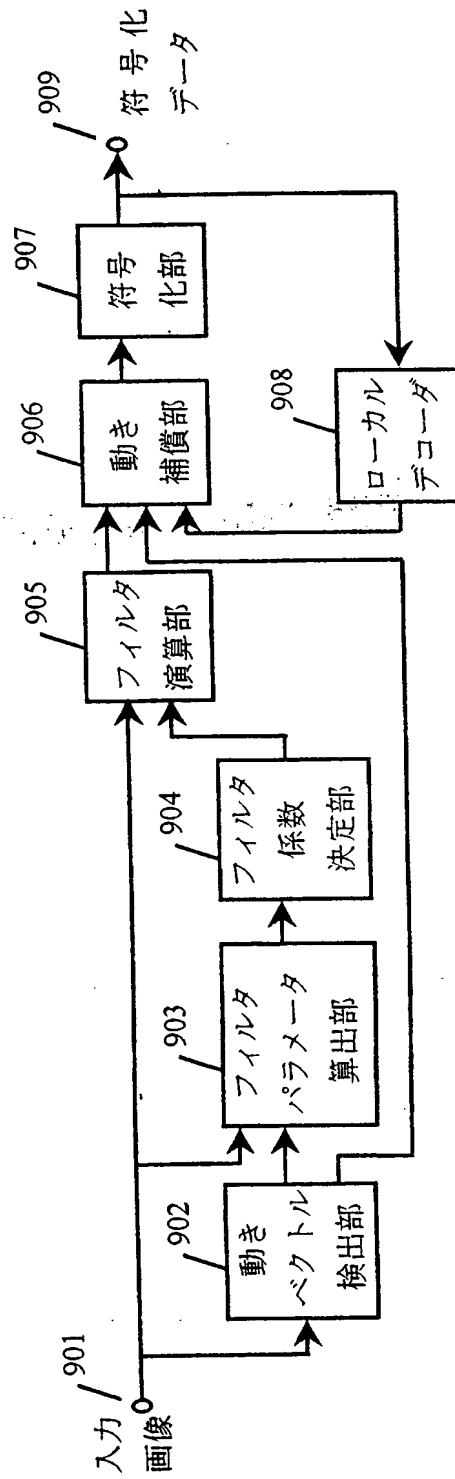 901
入力
画像
902
動き
ベクトル
検出部
903
フィルタ
パラメータ
算出部
904
フィルタ
係数
決定部
905
フィルタ
演算部
906
動き
補償部
907
符号
化部
908
ローカル
デコーダ
909
符号化
データ